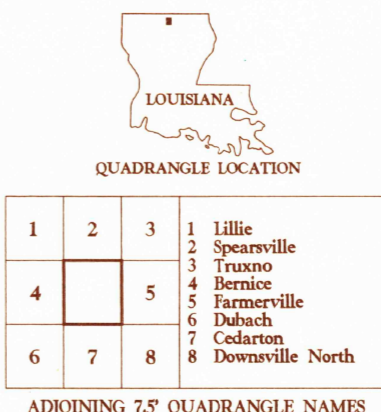 LOUISIANA
QUADRANGLE LOCATION
1 2 3
4 5
6 7 8
1 Lillie
2 Spearsville
3 Truxno
4 Bernice
5 Farmerville
6 Dubach
7 Cedarton
8 Downsville North
ADJOINING 7.5' QUADRANGLE NAMES